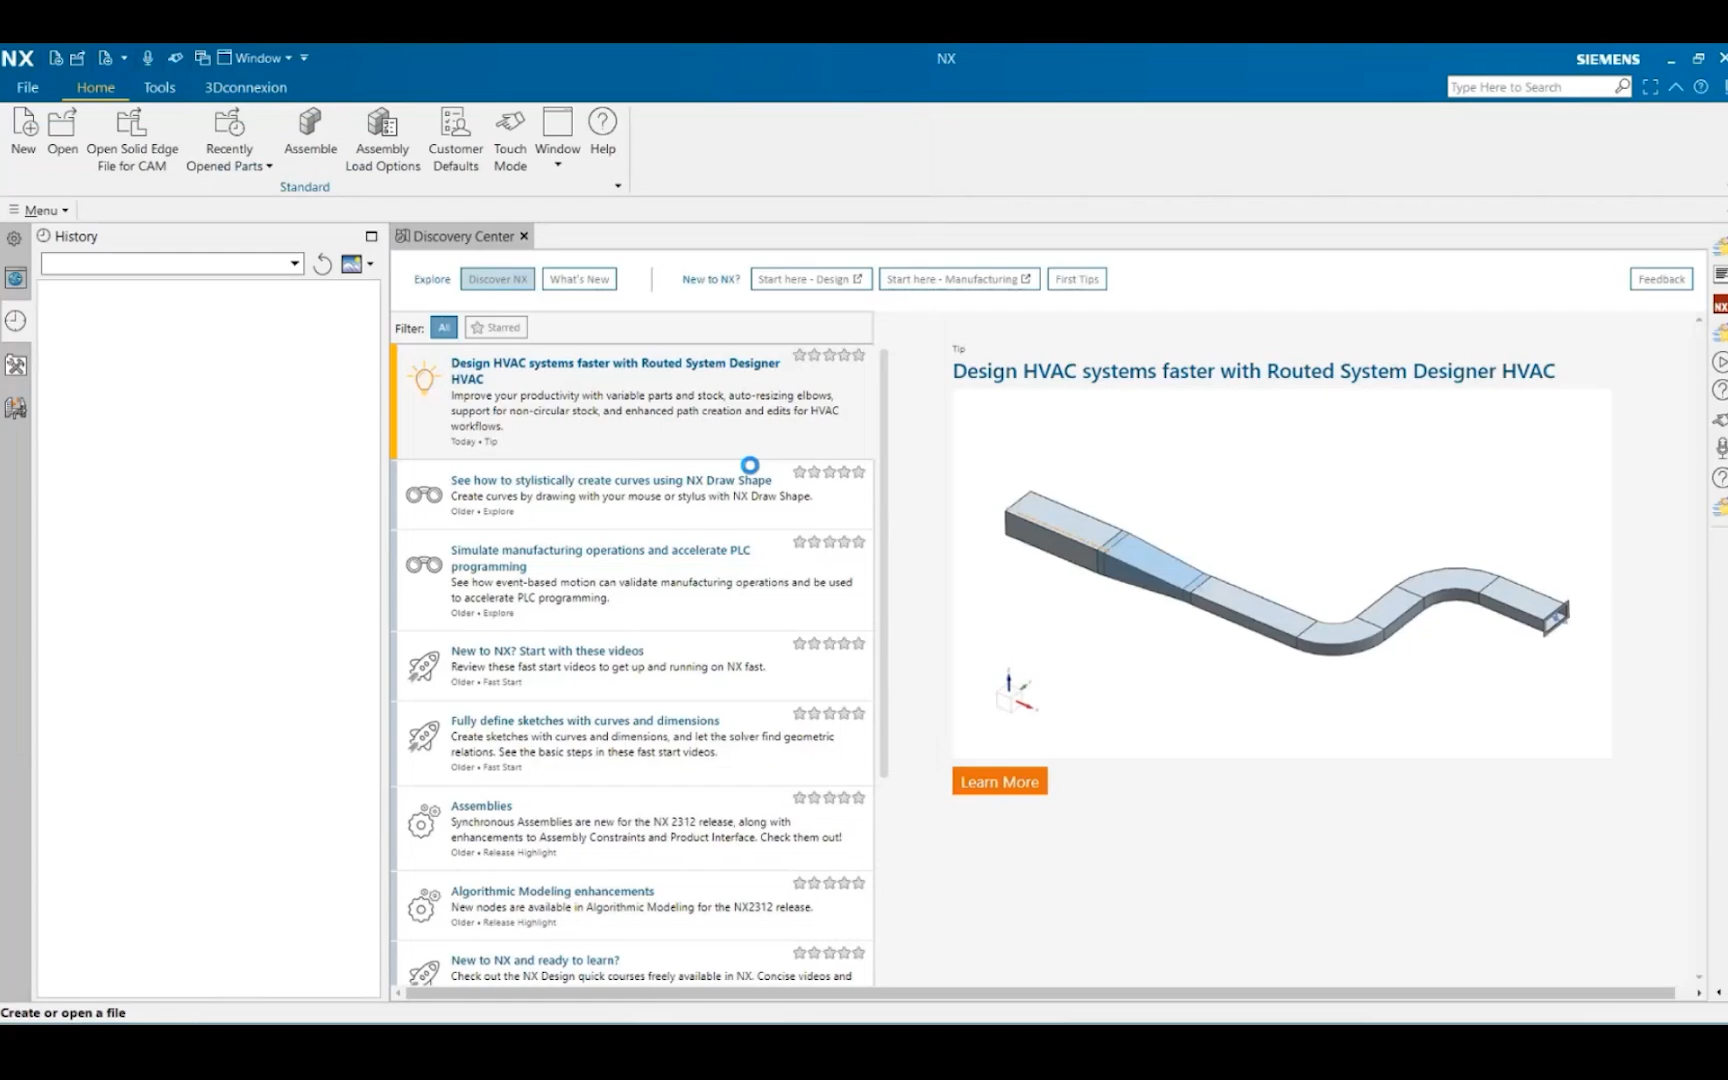 NX
Window
NX
SIEMENS
File
Home
Tools
3Dconnexion
Type Here to Search
New
Open
Open Solid Edge
File for CAM
Recently
Opened Parts
Assemble
Assembly
Load Options
Customer
Defaults
Touch
Mode
Window
Help
Standard
Menu
History
Discovery Center
Explore
Discover NX
What's New
New to NX?
Start here - Design
Start here - Manufacturing
First Tips
Feedback
Filter:
All
Starred
Design HVAC systems faster with Routed System Designer
HVAC
Improve your productivity with variable parts and stock, auto-resizing elbows,
support for non-circular stock, and enhanced path creation and edits for HVAC
workflows.
Today • Tip
See how to stylistically create curves using NX Draw Shape
Create curves by drawing with your mouse or stylus with NX Draw Shape.
Older • Explore
Simulate manufacturing operations and accelerate PLC
programming
See how event-based motion can validate manufacturing operations and be used
to accelerate PLC programming.
Older • Explore
New to NX? Start with these videos
Review these fast start videos to get up and running on NX fast.
Older • Fast Start
Fully define sketches with curves and dimensions
Create sketches with curves and dimensions, and let the solver find geometric
relations. See the basic steps in these fast start videos.
Older • Fast Start
Assemblies
Synchronous Assemblies are new for the NX 2312 release, along with
enhancements to Assembly Constraints and Product Interface. Check them out!
Older • Release Highlight
Algorithmic Modeling enhancements
New nodes are available in Algorithmic Modeling for the NX2312 release.
Older • Release Highlight
New to NX and ready to learn?
Check out the NX Design quick courses freely available in NX. Concise videos and
Tip
Design HVAC systems faster with Routed System Designer HVAC
Learn More
NX
Create or open a file